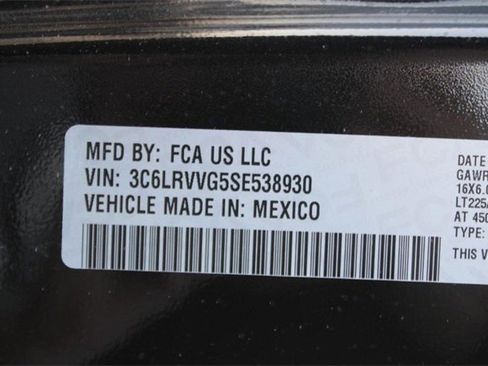 MFD BY: FCA US LLC
VIN: 3C6LRVVG5SE538930
VEHICLE MADE IN: MEXICO
DATE
GAWR
16X6.0
LT225/
AT 450
TYPE:
THIS V